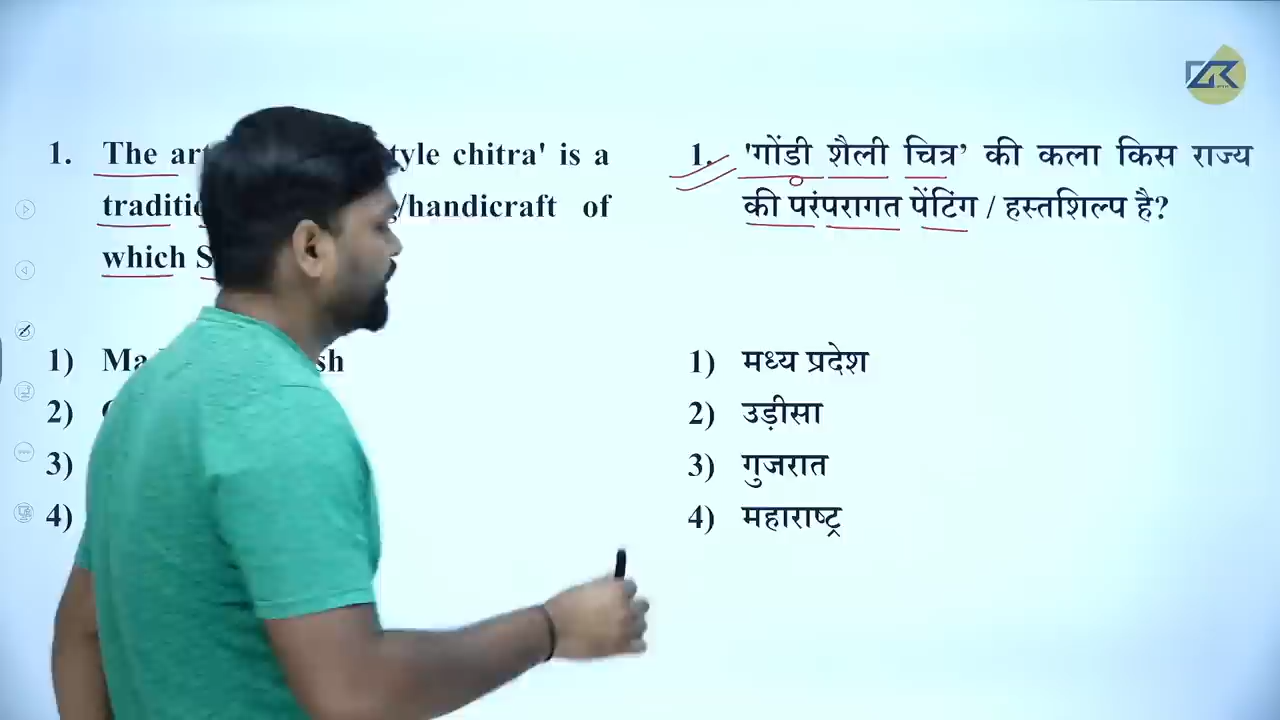 1. The ar tyle chitra' is a
traditi /handicraft of
which S
1) Ma sh
2)
3)
4)
1. 'गोंडी शैली चित्र’ की कला किस राज्य
की परंपरागत पेंटिंग / हस्तशिल्प है?
1) मध्य प्रदेश
2) उड़ीसा
3) गुजरात
4) महाराष्ट्र